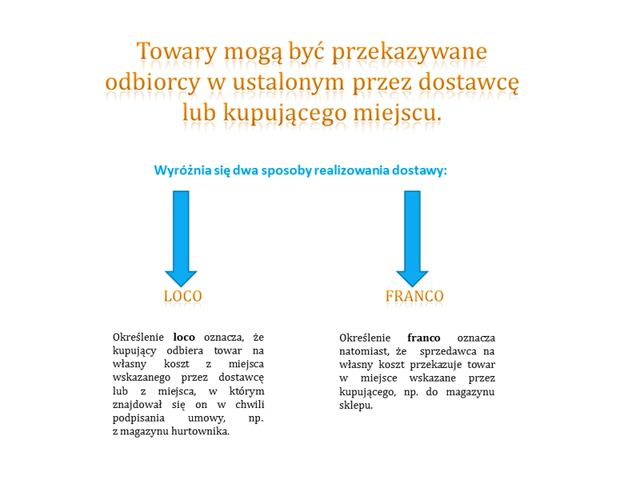 Towary mogą być przekazywane
odbiorcy w ustalonym przez dostawcę
lub kupującego miejscu.
Wyróżnia się dwa sposoby realizowania dostawy:
LOCO
Określenie loco oznacza, że
kupujący odbiera towar na
własny koszt z miejsca
wskazanego przez dostawcę
lub z miejsca, w którym
znajdował się on w chwili
podpisania umowy, np.
z magazynu hurtownika.
FRANCO
Określenie franco oznacza
natomiast, że sprzedawca na
własny koszt przekazuje towar
w miejsce wskazane przez
kupującego, np. do magazynu
sklepu.